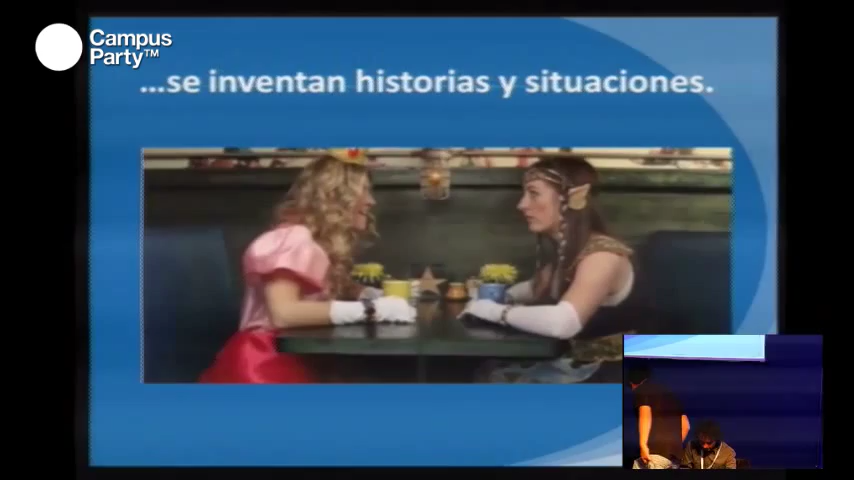 Campus
Party™
...se inventan historias y situaciones.